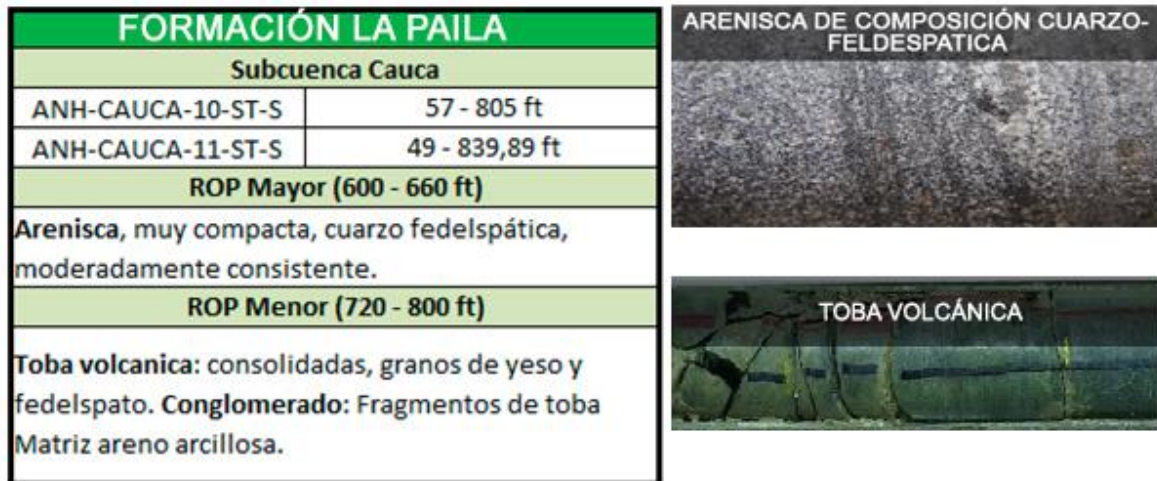 FORMACIÓN LA PAILA
Subcuenca Cauca
ANH-CAUCA-10-ST-S 57 - 805 ft
ANH-CAUCA-11-ST-S 49 - 839,89 ft
ROP Mayor (600 - 660 ft)
Arenisca, muy compacta, cuarzo fedelspática,
moderadamente consistente.
ROP Menor (720 - 800 ft)
Toba volcanica: consolidadas, granos de yeso y
fedelspato. Conglomerado: Fragmentos de toba
Matriz areno arcillosa.
ARENISCA DE COMPOSICIÓN CUARZO-
FELDESPATICA
TOBA VOLCÁNICA